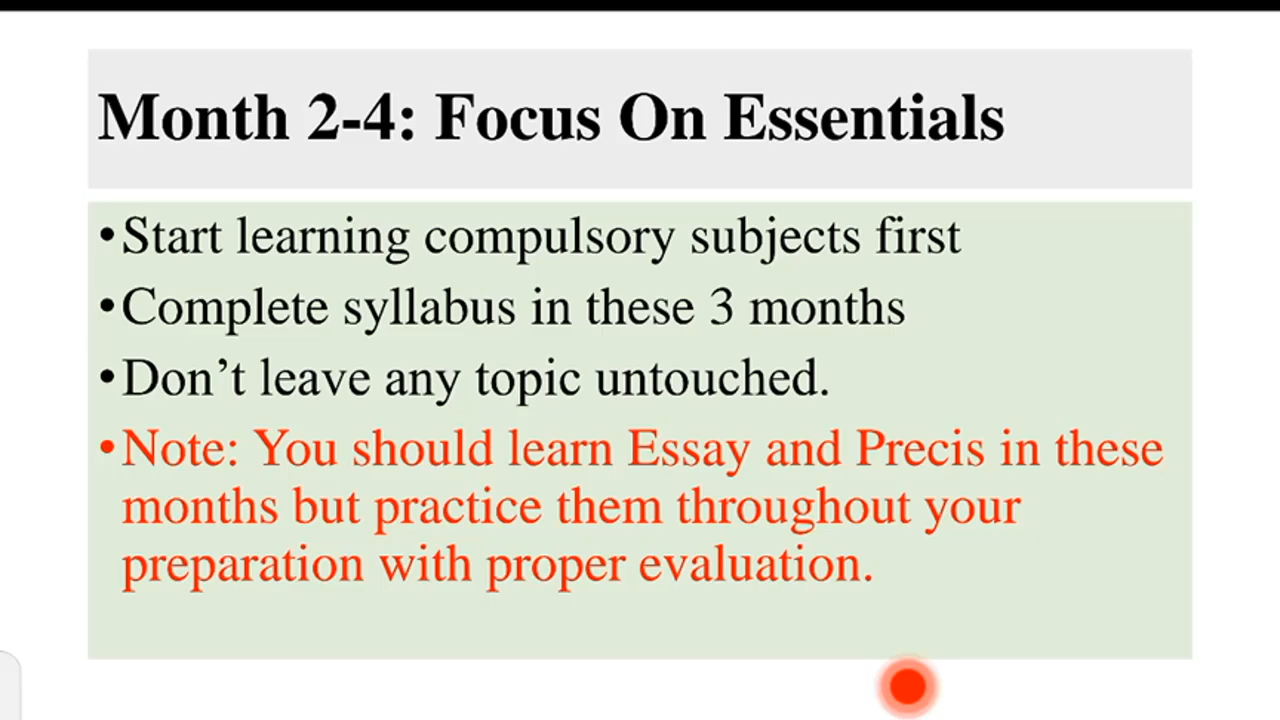 Month 2-4: Focus On Essentials
•Start learning compulsory subjects first
•Complete syllabus in these 3 months
•Don’t leave any topic untouched.
•Note: You should learn Essay and Precis in these
months but practice them throughout your
preparation with proper evaluation.